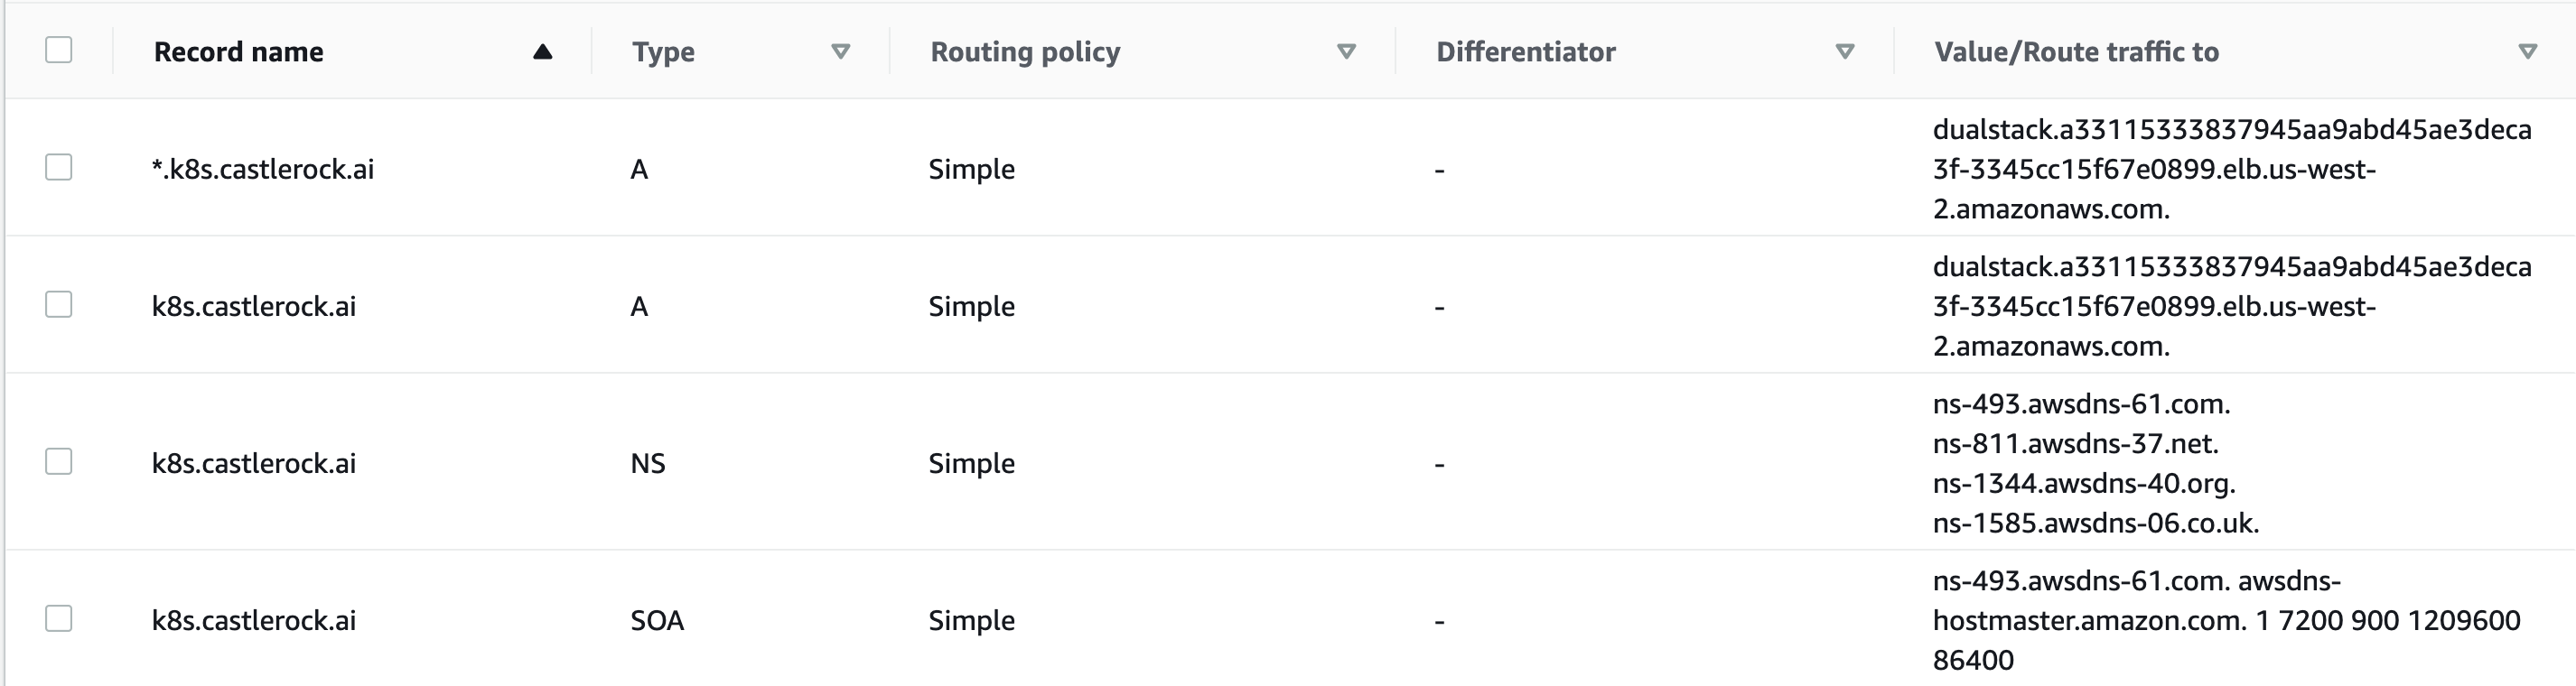 Record name Type Routing policy Differentiator Value/Route traffic to
*.k8s.castlerock.ai A Simple - dualstack.a33115333837945aa9abd45ae3deca
3f-3345cc15f67e0899.elb.us-west-
2.amazonaws.com.
k8s.castlerock.ai A Simple - dualstack.a33115333837945aa9abd45ae3deca
3f-3345cc15f67e0899.elb.us-west-
2.amazonaws.com.
k8s.castlerock.ai NS Simple - ns-493.awsdns-61.com.
ns-811.awsdns-37.net.
ns-1344.awsdns-40.org.
ns-1585.awsdns-06.co.uk.
k8s.castlerock.ai SOA Simple - ns-493.awsdns-61.com. awsdns-
hostmaster.amazon.com. 1 7200 900 1209600
86400